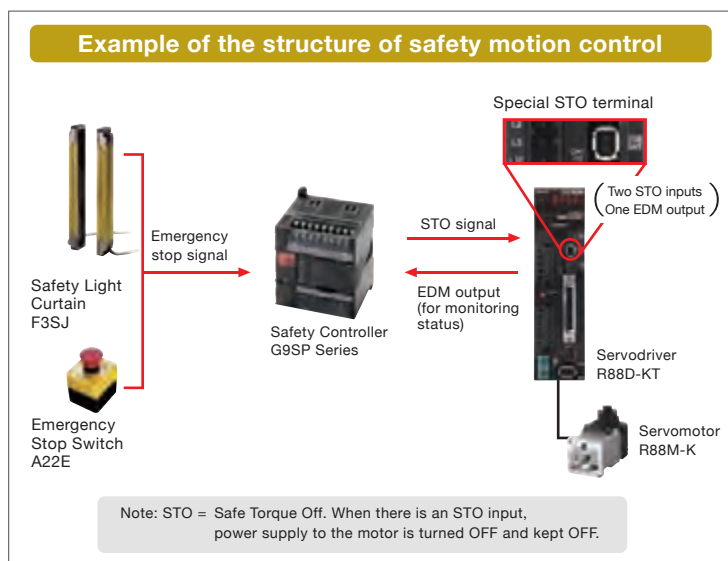 Example of the structure of safety motion control
Special STO terminal
(Two STO inputs
One EDM output)
Emergency
stop signal
STO signal
EDM output
(for monitoring
status)
Safety Light
Curtain
F3SJ
Safety Controller
G9SP Series
Servodriver
R88D-KT
Emergency
Stop Switch
A22E
Servomotor
R88M-K
Note: STO = Safe Torque Off. When there is an STO input,
power supply to the motor is turned OFF and kept OFF.